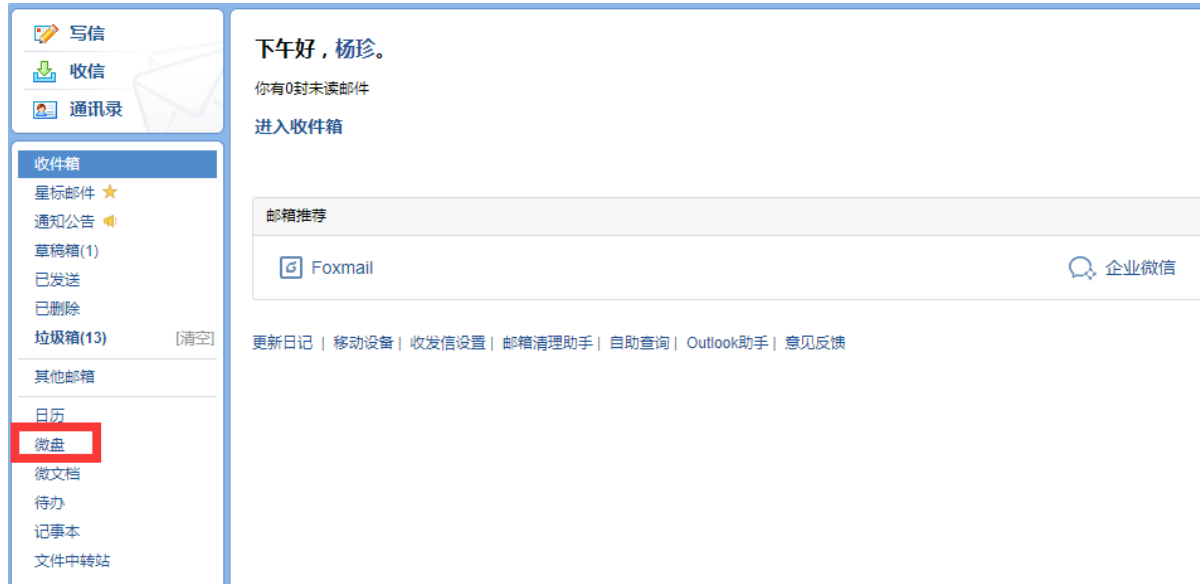 写信
收信
通讯录
收件箱
星标邮件
通知公告
草稿箱(1)
已发送
已删除
垃圾箱(13) [清空]
其他邮箱
日历
微盘
微文档
待办
记事本
文件中转站
下午好，杨珍。
你有0封未读邮件
进入收件箱
邮箱推荐
Foxmail 企业微信
更新日记 | 移动设备 | 收发信设置 | 邮箱清理助手 | 自助查询 | Outlook助手 | 意见反馈